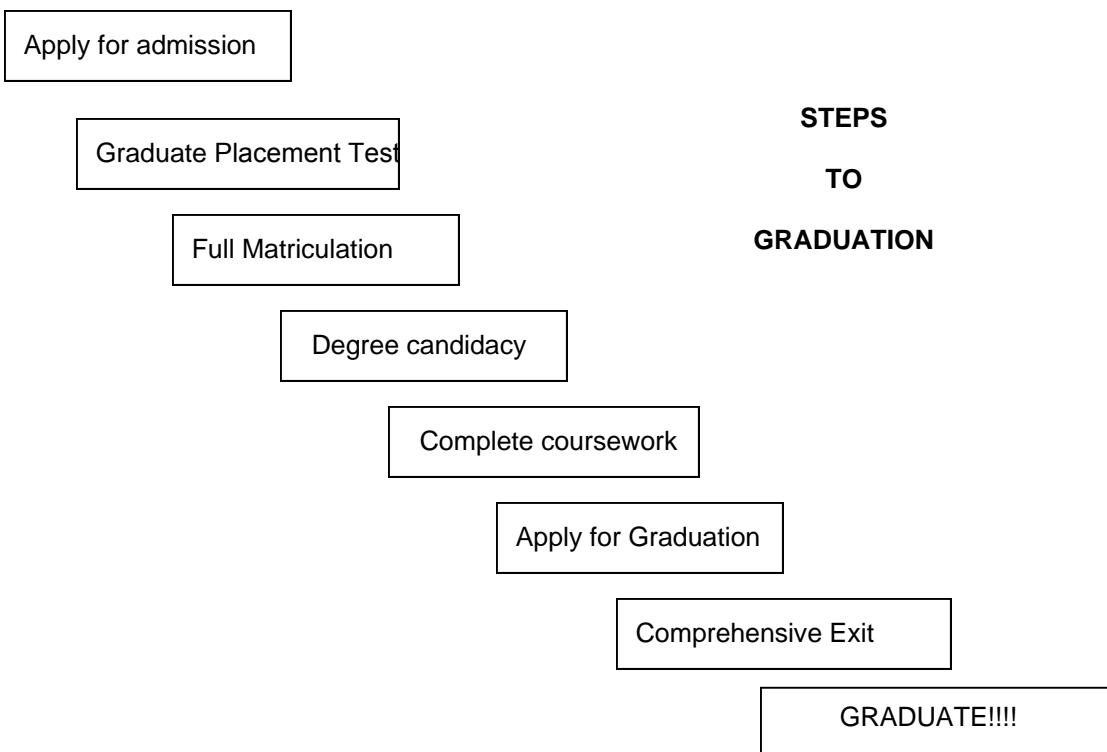 Apply for admission
STEPS
Graduate Placement Test
TO
Full Matriculation
GRADUATION
Degree candidacy
Complete coursework
Apply for Graduation
Comprehensive Exit
GRADUATE!!!!